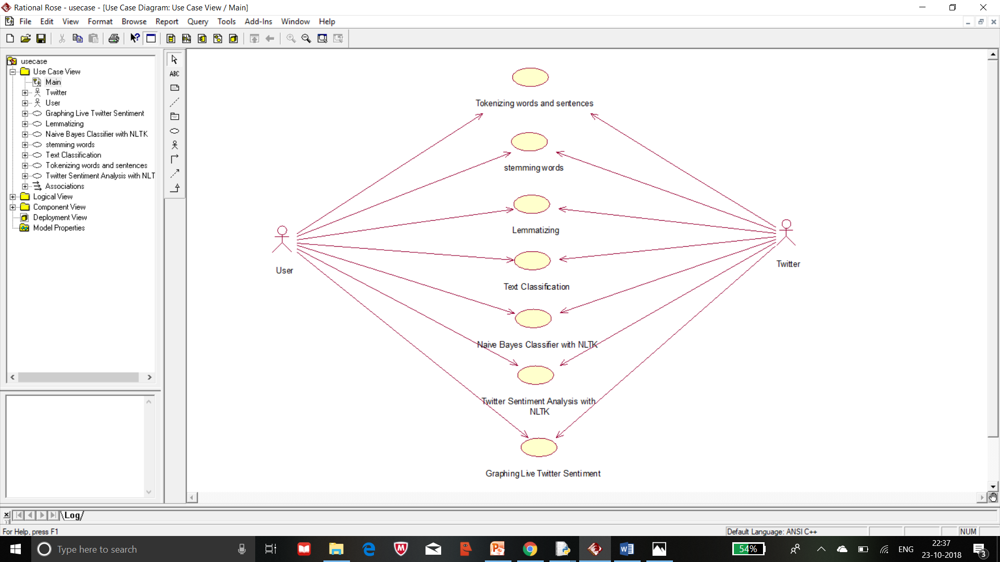 Rational Rose - usecase - [Use Case Diagram: Use Case View / Main]
File Edit View Format Browse Report Query Tools Add-Ins Window Help
ABC
usecase
Use Case View
Main
Twitter
User
Graphing Live Twitter Sentiment
Lemmatizing
Naive Bayes Classifier with NLTK
stemming words
Text Classification
Tokenizing words and sentences
Twitter Sentiment Analysis with NLT
Associations
Logical View
Component View
Deployment View
Model Properties
Tokenizing words and sentences
stemming words
Lemmatizing
User
Twitter
Text Classification
Naive Bayes Classifier with NLTK
Twitter Sentiment Analysis with
NLTK
Graphing Live Twitter Sentiment
Log
For Help, press F1
Default Language: ANSI C++
NUM
Type here to search
54%
ENG
22:37
23-10-2018
3